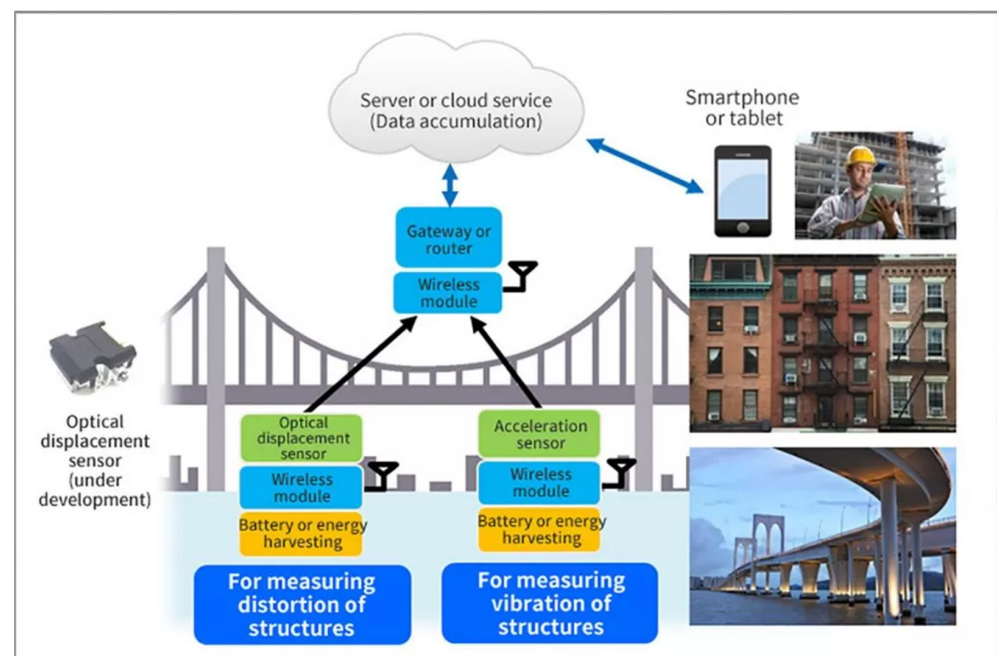 Server or cloud service
(Data accumulation)
Smartphone
or tablet
Gateway or
router
Wireless
module
Optical
displacement
sensor
(under
development)
Optical
displacement
sensor
Wireless
module
Battery or energy
harvesting
For measuring
distortion of
structures
Acceleration
sensor
Wireless
module
Battery or energy
harvesting
For measuring
vibration of
structures